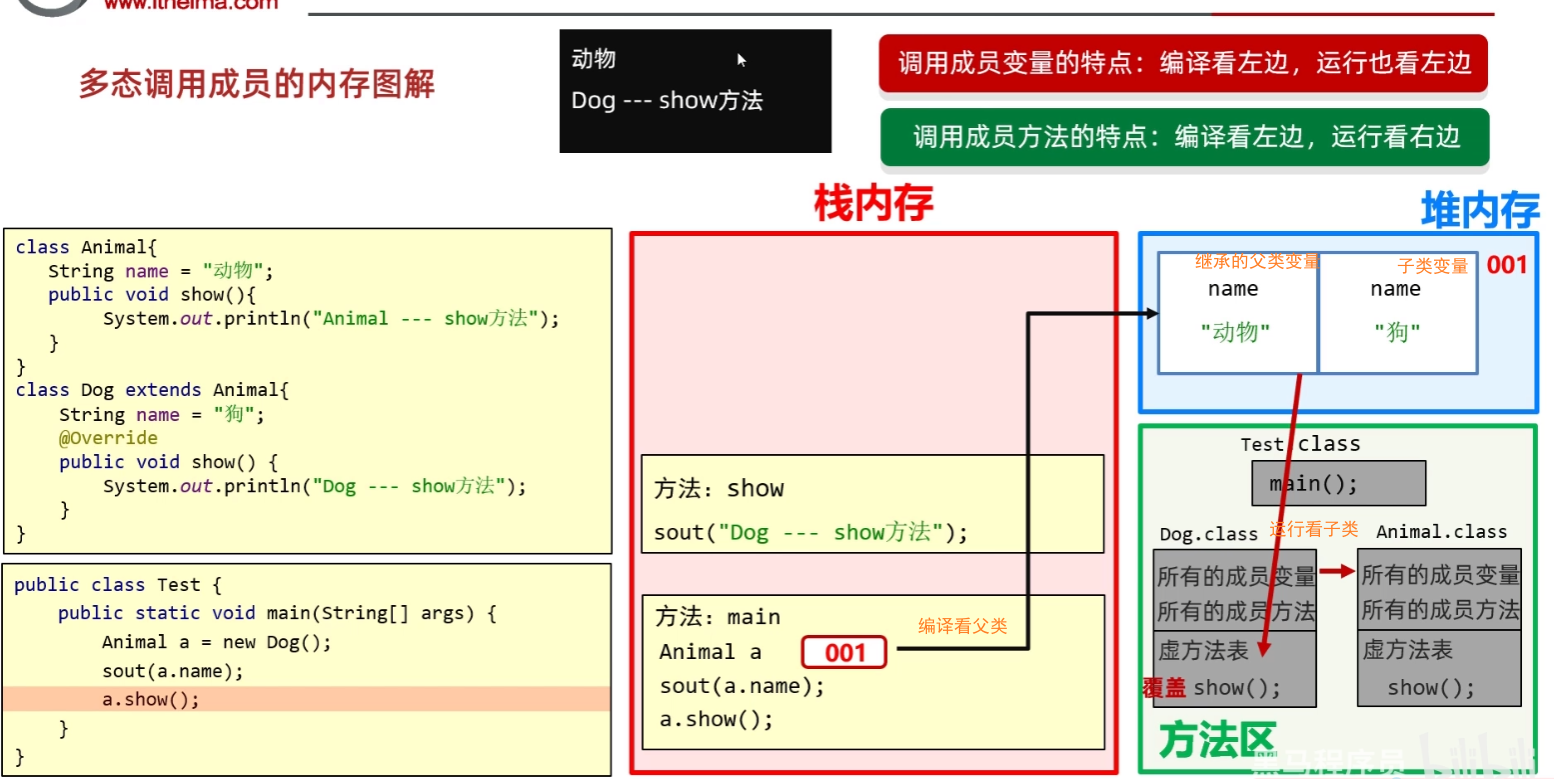 www.itheima.com
多态调用成员的内存图解
动物
Dog --- show方法
调用成员变量的特点：编译看左边，运行也看左边
调用成员方法的特点：编译看左边，运行看右边
class Animal{
String name = "动物";
public void show(){
System.out.println("Animal --- show方法");
}
}
class Dog extends Animal{
String name = "狗";
@Override
public void show() {
System.out.println("Dog --- show方法");
}
}
public class Test {
public static void main(String[] args) {
Animal a = new Dog();
sout(a.name);
a.show();
}
}
栈内存
方法：show
sout("Dog --- show方法");
方法：main
编译看父类
Animal a 001
sout(a.name);
a.show();
堆内存
继承的父类变量 子类变量 001
name name
"动物" "狗"
Test.class
main();
Dog.class 运行看子类 Animal.class
所有的成员变量 所有的成员变量
所有的成员方法 所有的成员方法
虚方法表 虚方法表
覆盖 show(); show();
方法区
黑马程序员 bilibili